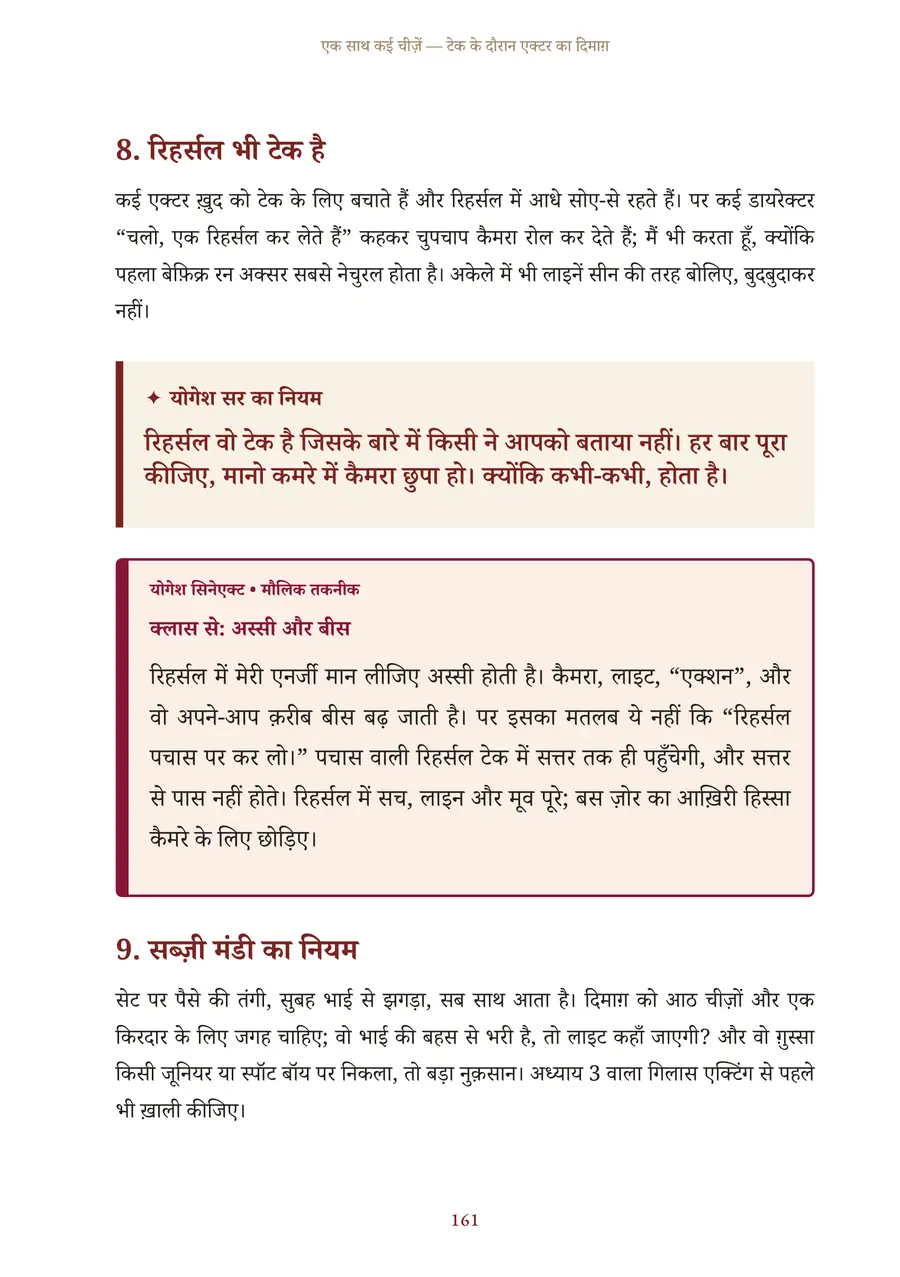 एक साथ कई चीज़ें — टेक के दौरान एक्टर का दिमाग़
8. रिहर्सल भी टेक है
कई एक्टर ख़ुद को टेक के लिए बचाते हैं और रिहर्सल में आधे सोए-से रहते हैं। पर कई डायरेक्टर
“चलो, एक रिहर्सल कर लेते हैं” कहकर चुपचाप कैमरा रोल कर देते हैं; मैं भी करता हूँ, क्योंकि
पहला बेफ़िक्र रन अक्सर सबसे नेचुरल होता है। अकेले में भी लाइनें सीन की तरह बोलिए, बुदबुदाकर
नहीं।
✦ योगेश सर का नियम
रिहर्सल वो टेक है जिसके बारे में किसी ने आपको बताया नहीं। हर बार पूरा
कीजिए, मानो कमरे में कैमरा छुपा हो। क्योंकि कभी-कभी, होता है।
योगेश सिनेएक्ट • मौलिक तकनीक
क्लास से: अस्सी और बीस
रिहर्सल में मेरी एनर्जी मान लीजिए अस्सी होती है। कैमरा, लाइट, “एक्शन”, और
वो अपने-आप क़रीब बीस बढ़ जाती है। पर इसका मतलब ये नहीं कि “रिहर्सल
पचास पर कर लो।” पचास वाली रिहर्सल टेक में सत्तर तक ही पहुँचेगी, और सत्तर
से पास नहीं होते। रिहर्सल में सच, लाइन और मूव पूरे; बस ज़ोर का आख़िरी हिस्सा
कैमरे के लिए छोड़िए।
9. सब्ज़ी मंडी का नियम
सेट पर पैसे की तंगी, सुबह भाई से झगड़ा, सब साथ आता है। दिमाग़ को आठ चीज़ों और एक
किरदार के लिए जगह चाहिए; वो भाई की बहस से भरी है, तो लाइट कहाँ जाएगी? और वो ग़ुस्सा
किसी जूनियर या स्पॉट बॉय पर निकला, तो बड़ा नुक़सान। अध्याय 3 वाला गिलास एक्टिंग से पहले
भी ख़ाली कीजिए।
161